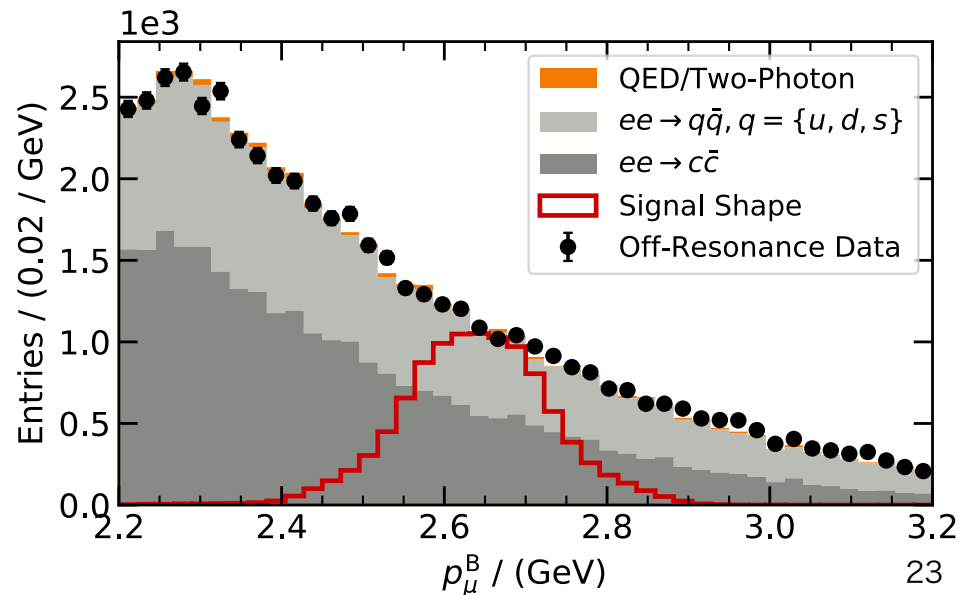 1e3
QED/Two-Photon
ee → qq̄, q = {u, d, s}
ee → cc̄
Signal Shape
Off-Resonance Data
Entries / (0.02 / GeV)
2.5
2.0
1.5
1.0
0.5
0.0
2.2 2.4 2.6 2.8 3.0 3.2
p_μ^B / (GeV)
23